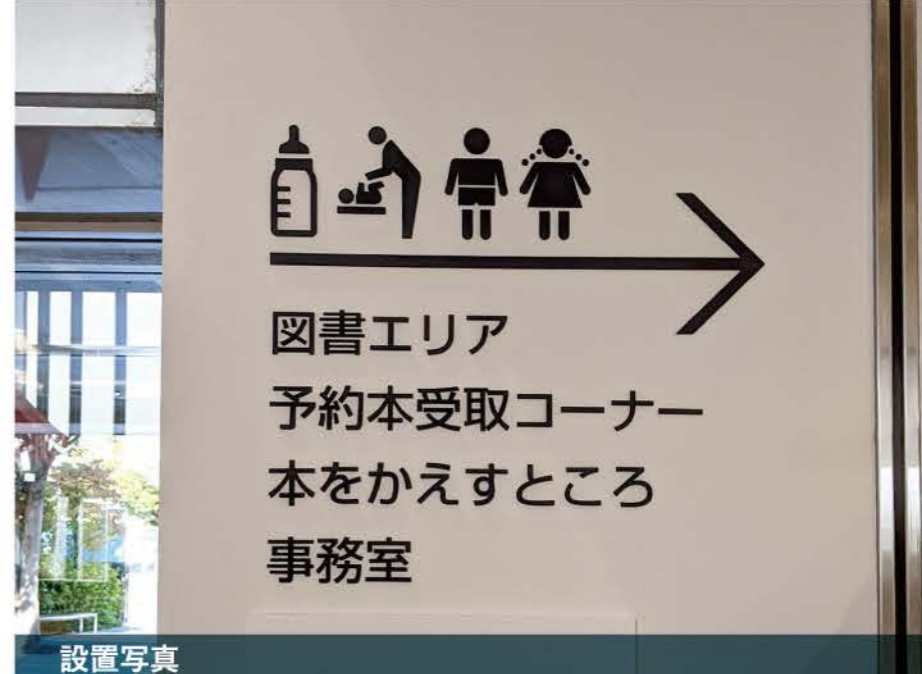 図書エリア
予約本受取コーナー
本をかえすところ
事務室
設置写真